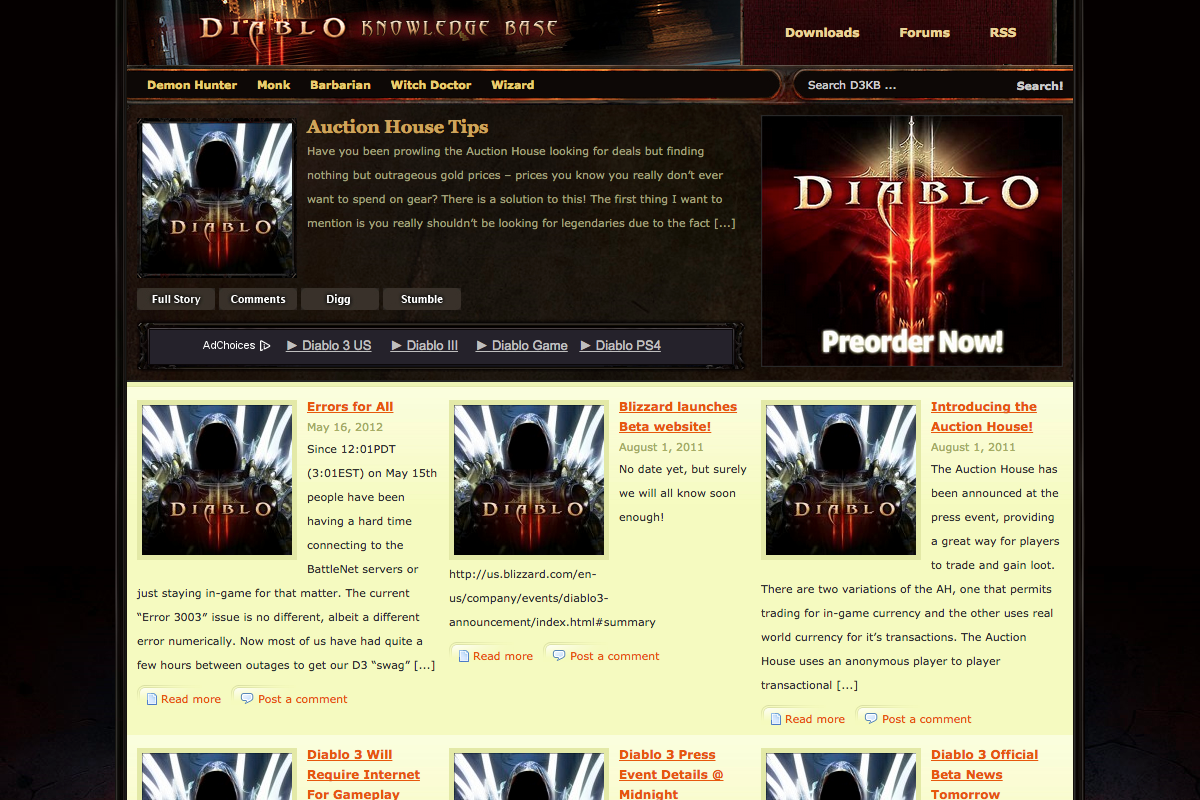 DIABLO KNOWLEDGE BASE
Downloads Forums RSS
Demon Hunter Monk Barbarian Witch Doctor Wizard
Search D3KB ... Search!
DIABLO
Auction House Tips
Have you been prowling the Auction House looking for deals but finding
nothing but outrageous gold prices – prices you know you really don't ever
want to spend on gear? There is a solution to this! The first thing I want to
mention is you really shouldn't be looking for legendaries due to the fact [...]
Full Story Comments Digg Stumble
AdChoices ▶ Diablo 3 US ▶ Diablo III ▶ Diablo Game ▶ Diablo PS4
DIABLO
Preorder Now!
DIABLO
Errors for All
May 16, 2012
Since 12:01PDT
(3:01EST) on May 15th
people have been
having a hard time
connecting to the
BattleNet servers or
just staying in-game for that matter. The current
“Error 3003” issue is no different, albeit a different
error numerically. Now most of us have had quite a
few hours between outages to get our D3 “swag” [...]
Read more Post a comment
DIABLO
Blizzard launches
Beta website!
August 1, 2011
No date yet, but surely
we will all know soon
enough!
http://us.blizzard.com/en-
us/company/events/diablo3-
announcement/index.html#summary
Read more Post a comment
DIABLO
Introducing the
Auction House!
August 1, 2011
The Auction House has
been announced at the
press event, providing
a great way for players
to trade and gain loot.
There are two variations of the AH, one that permits
trading for in-game currency and the other uses real
world currency for it's transactions. The Auction
House uses an anonymous player to player
transactional [...]
Read more Post a comment
Diablo 3 Will
Require Internet
For Gameplay
Diablo 3 Press
Event Details @
Midnight
Diablo 3 Official
Beta News
Tomorrow